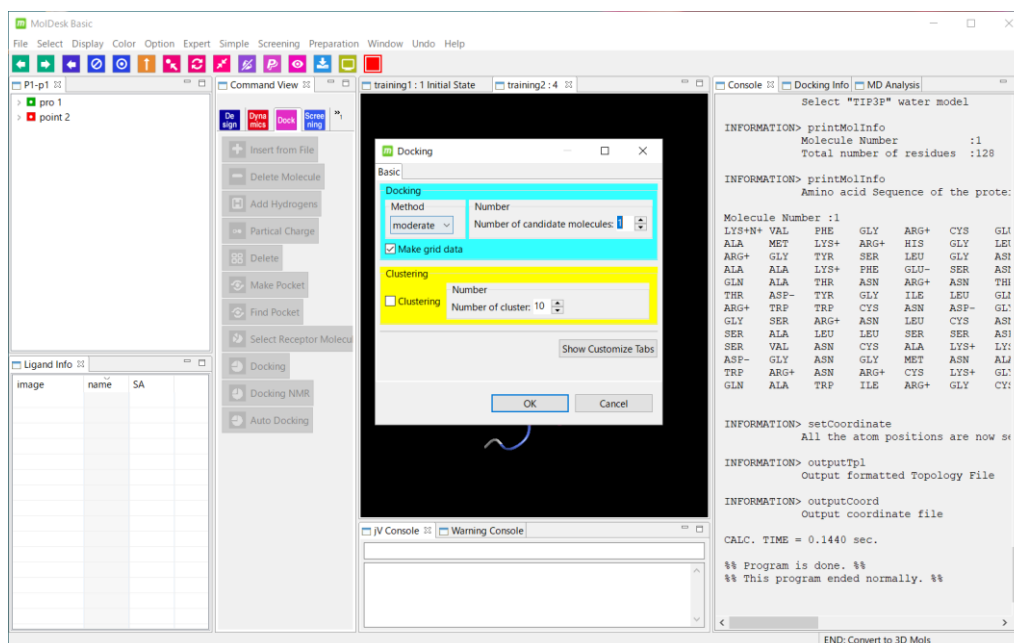 MolDesk Basic
File Select Display Color Option Expert Simple Screening Preparation Window Undo Help
P1-p1
pro 1
point 2
Ligand Info
image name SA
Command View
De sign
Dyna mics
Dock
Scree ning
Insert from File
Delete Molecule
Add Hydrogens
Partical Charge
Delete
Make Pocket
Find Pocket
Select Receptor Molecu
Docking
Docking NMR
Auto Docking
training1 : 1 Initial State
training2 : 4
Docking
Basic
Docking
Method
moderate
Number
Number of candidate molecules: 1
Make grid data
Clustering
Clustering
Number
Number of cluster: 10
Show Customize Tabs
OK
Cancel
jV Console
Warning Console
Console
Docking Info
MD Analysis
Select "TIP3P" water model
INFORMATION> printMolInfo
Molecule Number :1
Total number of residues :128
INFORMATION> printMolInfo
Amino acid Sequence of the prote
Molecule Number :1
LYS+N+ VAL PHE GLY ARG+ CYS GLU
ALA MET LYS+ ARG+ HIS GLY LEU
ARG+ GLY TYR SER LEU GLY ASN
ALA ALA LYS+ PHE GLU- SER ASN
GLN ALA THR ASN ARG+ ASN THR
THR ASP- TYR GLY ILE LEU GLN
ARG+ TRP TRP CYS ASN ASP- GLY
GLY SER ARG+ ASN LEU CYS ASN
SER ALA LEU LEU SER SER ASP
SER VAL ASN CYS ALA LYS+ LYS
ASP- GLY ASN GLY MET ASN ALA
TRP ARG+ ASN ARG+ CYS LYS+ GLY
GLN ALA TRP ILE ARG+ GLY CYS
INFORMATION> setCoordinate
All the atom positions are now se
INFORMATION> outputTpl
Output formatted Topology File
INFORMATION> outputCoord
Output coordinate file
CALC. TIME = 0.1440 sec.
%% Program is done. %%
%% This program ended normally. %%
END: Convert to 3D Mols